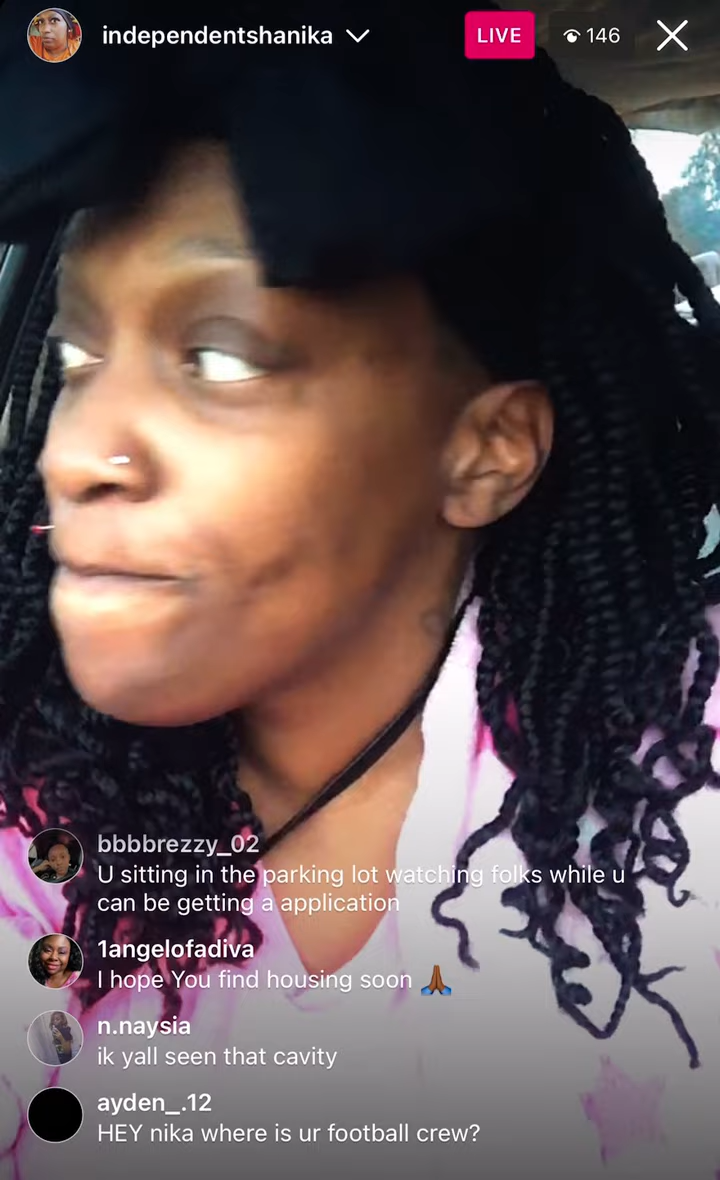 independentshanika
LIVE
146
bbbbrezzy_02
U sitting in the parking lot watching folks while u
can be getting a application
1angelofadiva
I hope You find housing soon 🙏🏾
n.naysia
ik yall seen that cavity
ayden_.12
HEY nika where is ur football crew?